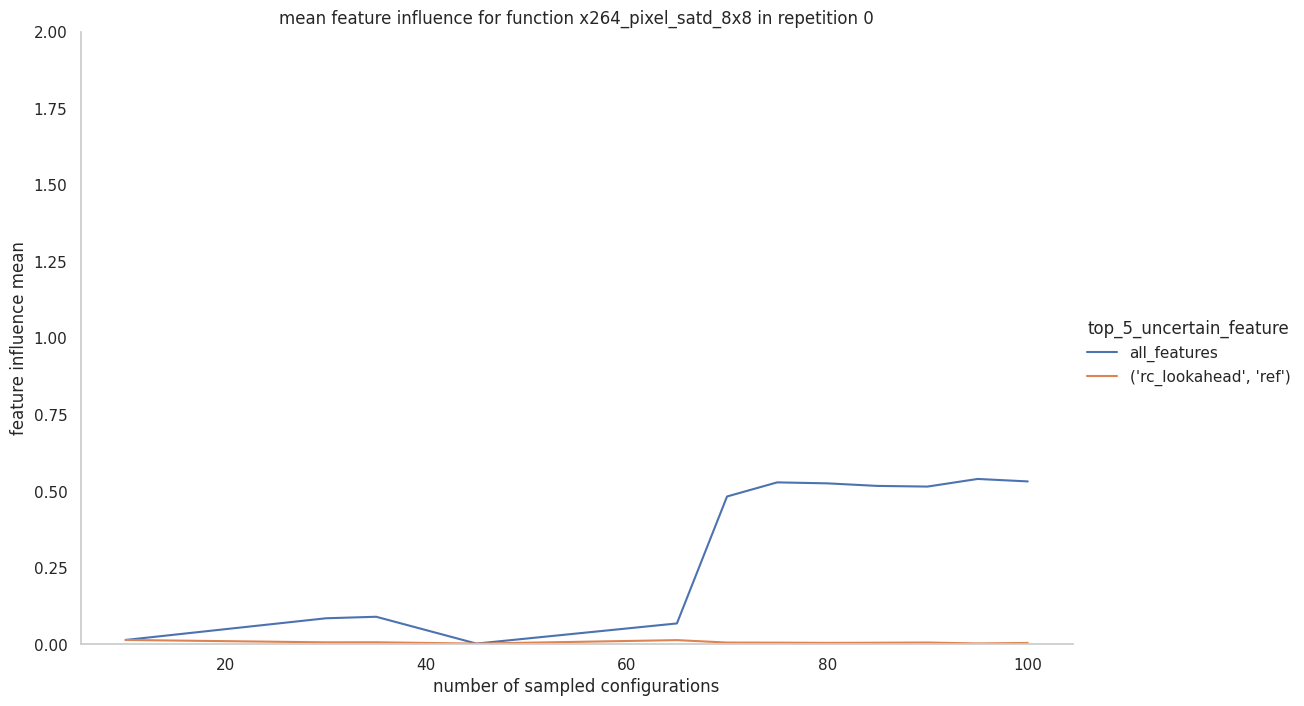 mean feature influence for function x264_pixel_satd_8x8 in repetition 0
2.00
1.75
1.50
1.25
1.00
0.75
0.50
0.25
0.00
feature influence mean
20
40
60
80
100
number of sampled configurations
top_5_uncertain_feature
all_features
('rc_lookahead', 'ref')